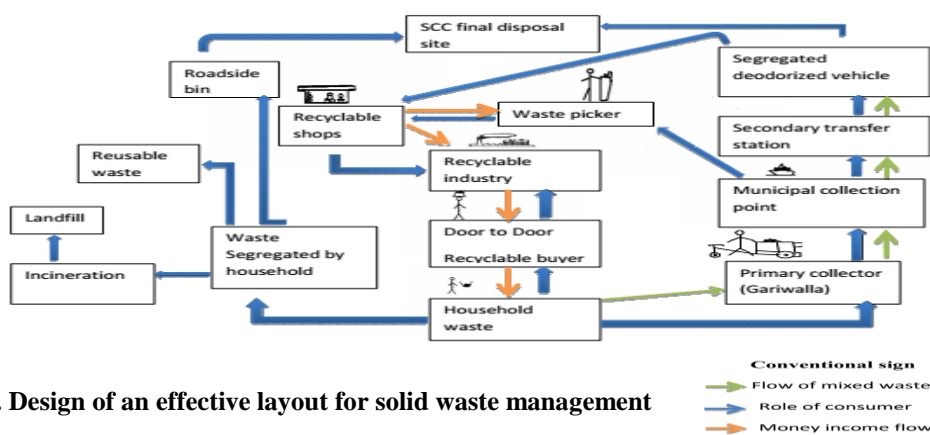 SCC final disposal
site
Roadside
bin
Segregated
deodorized vehicle
Recyclable
shops
Waste picker
Secondary transfer
station
Reusable
waste
Recyclable
industry
Municipal collection
point
Landfill
Waste
Segregated by
household
Door to Door
Recyclable buyer
Incineration
Primary collector
(Gariwalla)
Household
waste
Conventional sign
Flow of mixed waste
Role of consumer
Money income flow
. Design of an effective layout for solid waste management